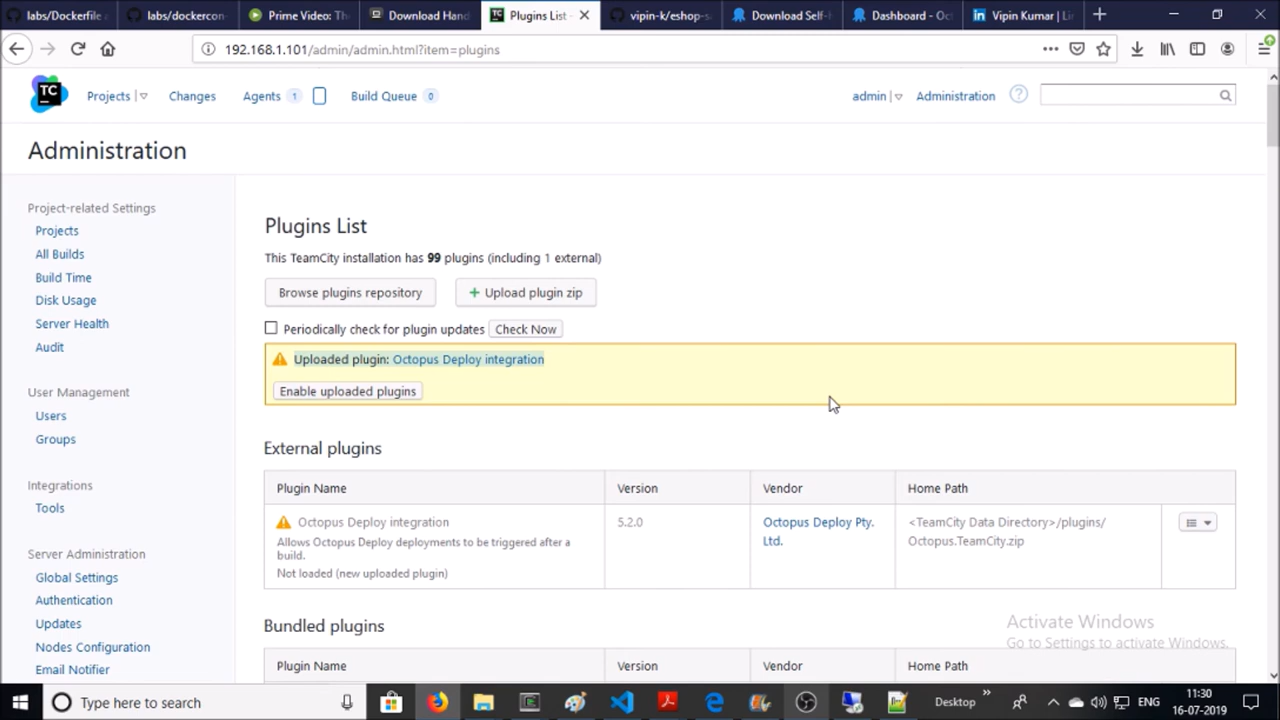 labs/Dockerfile
labs/dockercon-
Prime Video: The
Download Hand
Plugins List -
vipin-k/eshop-sa
Download Self-H
Dashboard - Oct
Vipin Kumar | Lin
192.168.1.101/admin/admin.html?item=plugins
TC
Projects
Changes
Agents 1
Build Queue 0
admin
Administration
?
Administration
Project-related Settings
Projects
All Builds
Build Time
Disk Usage
Server Health
Audit
User Management
Users
Groups
Integrations
Tools
Server Administration
Global Settings
Authentication
Updates
Nodes Configuration
Email Notifier
Plugins List
This TeamCity installation has 99 plugins (including 1 external)
Browse plugins repository
+ Upload plugin zip
Periodically check for plugin updates Check Now
Uploaded plugin: Octopus Deploy integration
Enable uploaded plugins
External plugins
Plugin Name Version Vendor Home Path
Octopus Deploy integration 5.2.0 Octopus Deploy Pty. <TeamCity Data Directory>/plugins/
Ltd. Octopus.TeamCity.zip
Allows Octopus Deploy deployments to be triggered after a
build.
Not loaded (new uploaded plugin)
Bundled plugins
Plugin Name Version Vendor Home Path
Activate Windows
Go to Settings to activate Windows.
Type here to search
Desktop
ENG
11:30
16-07-2019